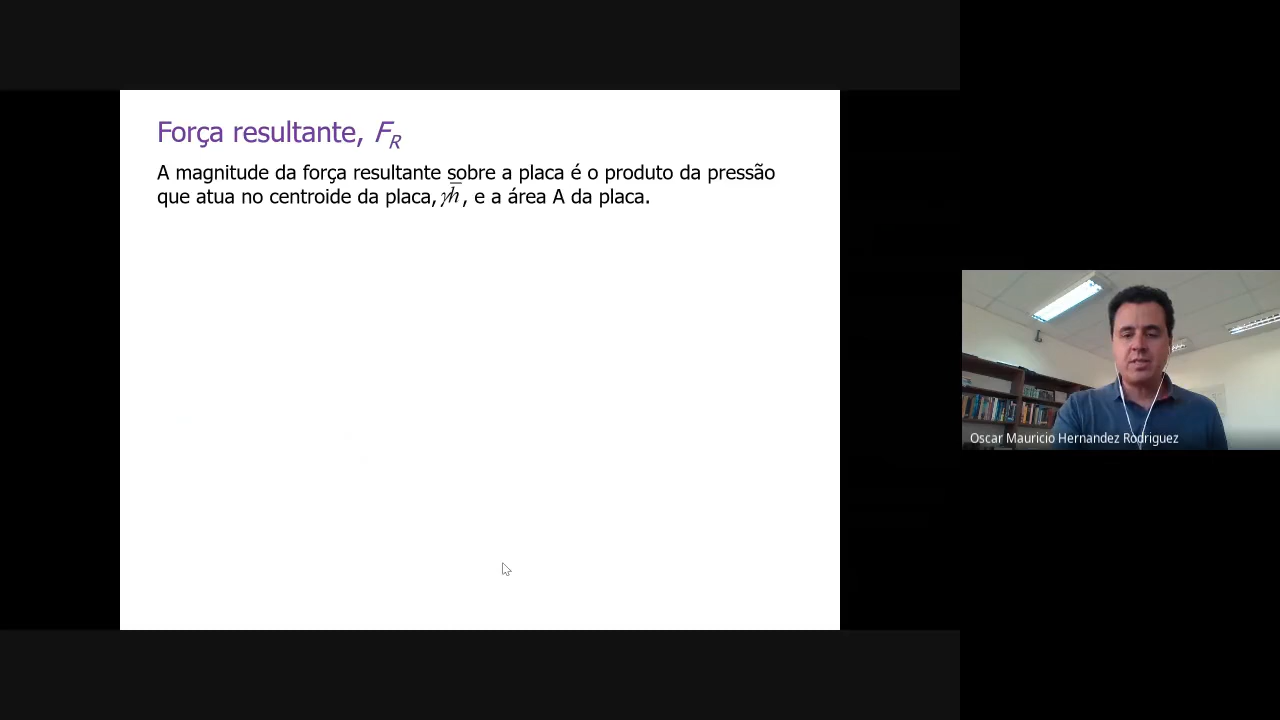 Força resultante, F_R
A magnitude da força resultante sobre a placa é o produto da pressão
que atua no centroide da placa, γh̅, e a área A da placa.
Oscar Mauricio Hernandez Rodriguez